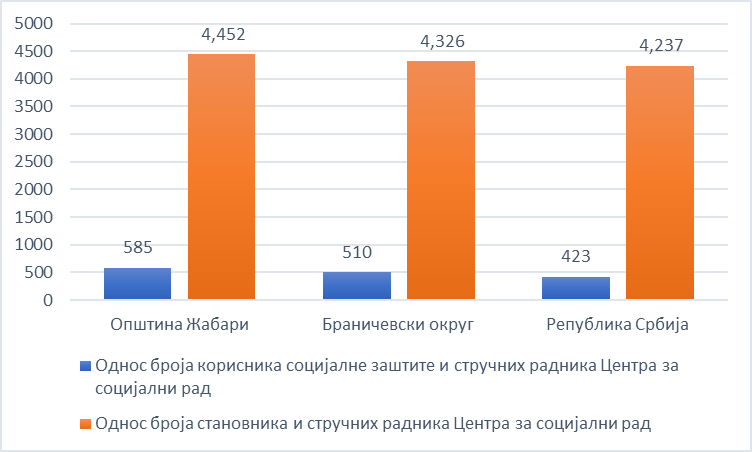 5000
4500
4000
3500
3000
2500
2000
1500
1000
500
0
4,452
4,326
4,237
585
510
423
Општина Жабари
Браничевски округ
Република Србија
Однос броја корисника социјалне заштите и стручних радника Центра за
социјални рад
Однос броја становника и стручних радника Центра за социјални рад